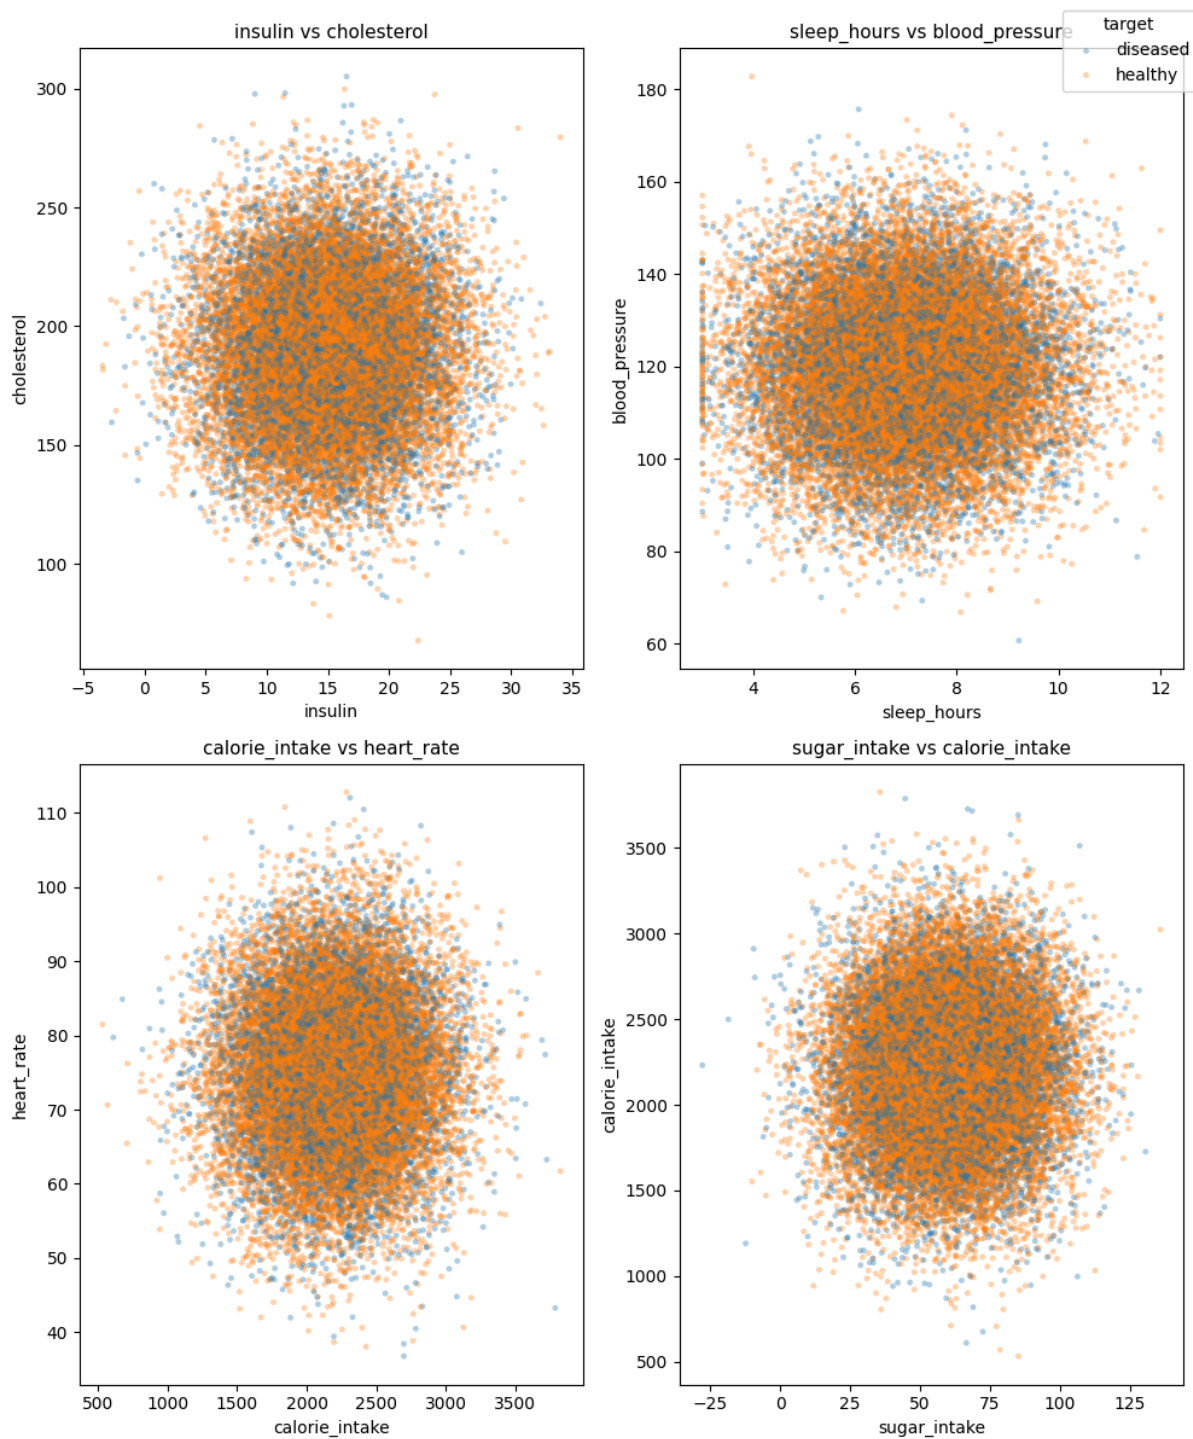 insulin vs cholesterol
sleep_hours vs blood_pressure
target
diseased
healthy
300
250
200
150
100
cholesterol
−5 0 5 10 15 20 25 30 35
insulin
180
160
140
120
100
80
60
blood_pressure
4 6 8 10 12
sleep_hours
calorie_intake vs heart_rate
sugar_intake vs calorie_intake
110
100
90
80
70
60
50
40
heart_rate
500 1000 1500 2000 2500 3000 3500
calorie_intake
3500
3000
2500
2000
1500
1000
500
calorie_intake
−25 0 25 50 75 100 125
sugar_intake